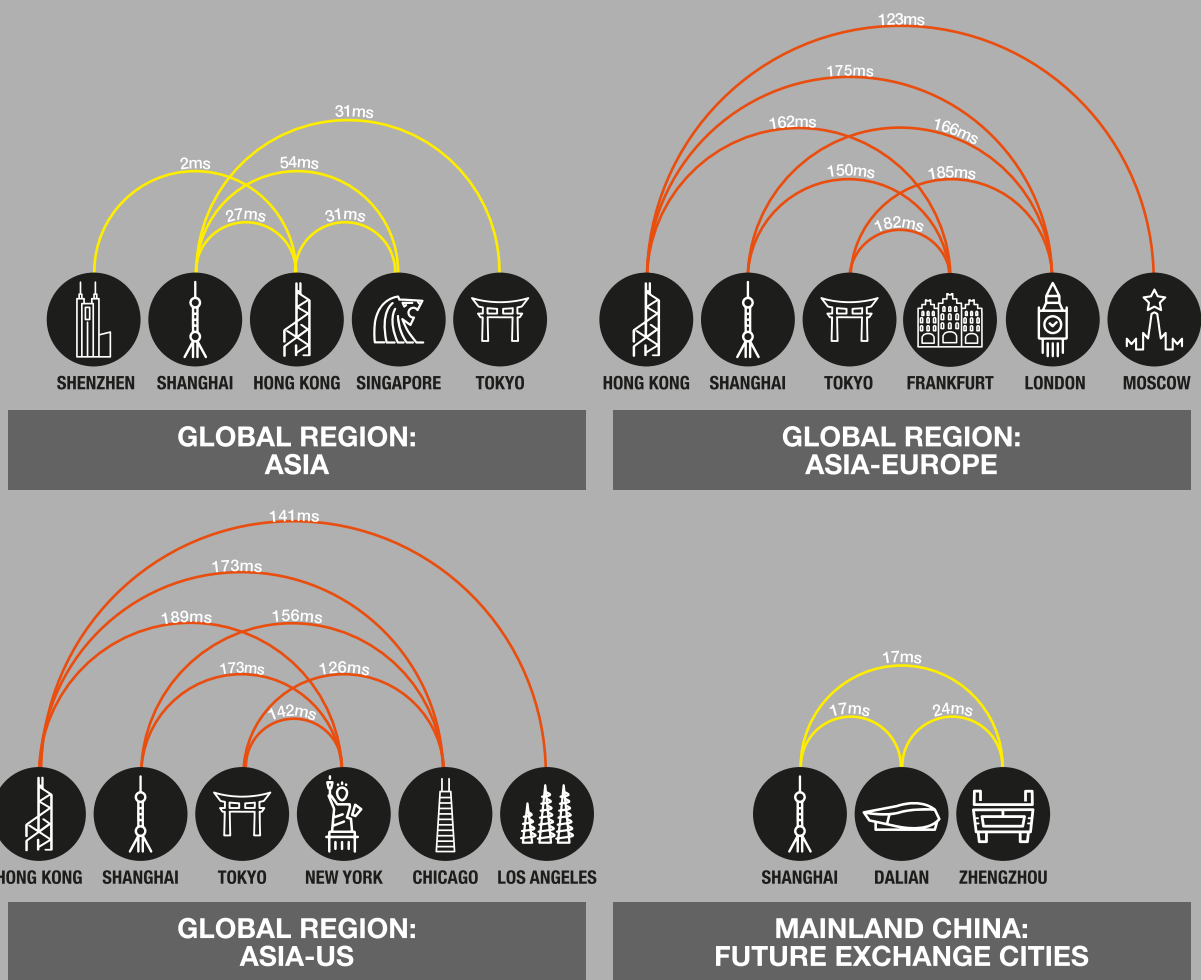 31ms
2ms
54ms
27ms
31ms
SHENZHEN
SHANGHAI
HONG KONG
SINGAPORE
TOKYO
GLOBAL REGION:
ASIA
123ms
175ms
162ms
166ms
150ms
185ms
182ms
HONG KONG
SHANGHAI
TOKYO
FRANKFURT
LONDON
MOSCOW
GLOBAL REGION:
ASIA-EUROPE
141ms
173ms
189ms
156ms
173ms
126ms
142ms
HONG KONG
SHANGHAI
TOKYO
NEW YORK
CHICAGO
LOS ANGELES
GLOBAL REGION:
ASIA-US
17ms
17ms
24ms
SHANGHAI
DALIAN
ZHENGZHOU
MAINLAND CHINA:
FUTURE EXCHANGE CITIES